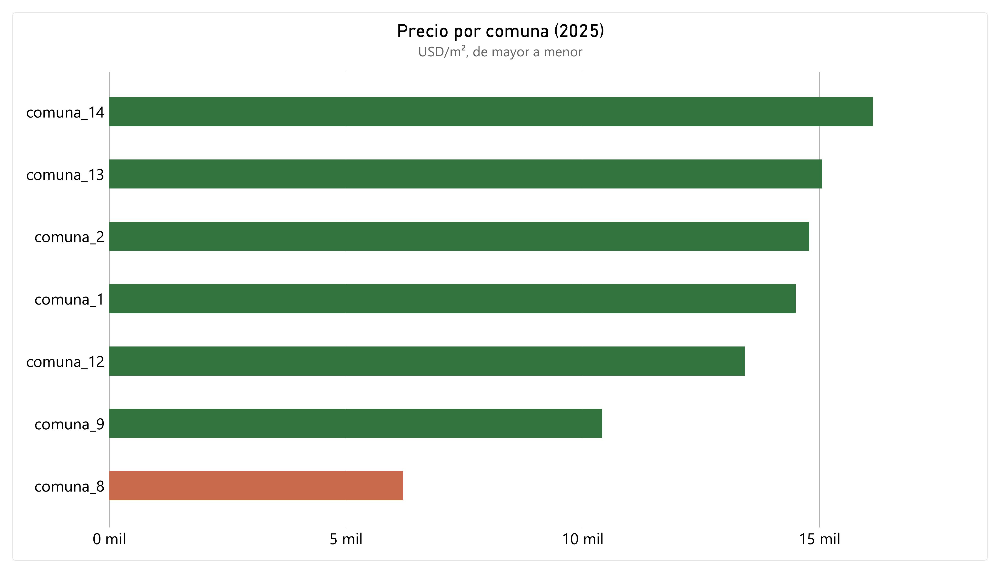 Precio por comuna (2025)
USD/m², de mayor a menor
comuna_14
comuna_13
comuna_2
comuna_1
comuna_12
comuna_9
comuna_8
0 mil
5 mil
10 mil
15 mil